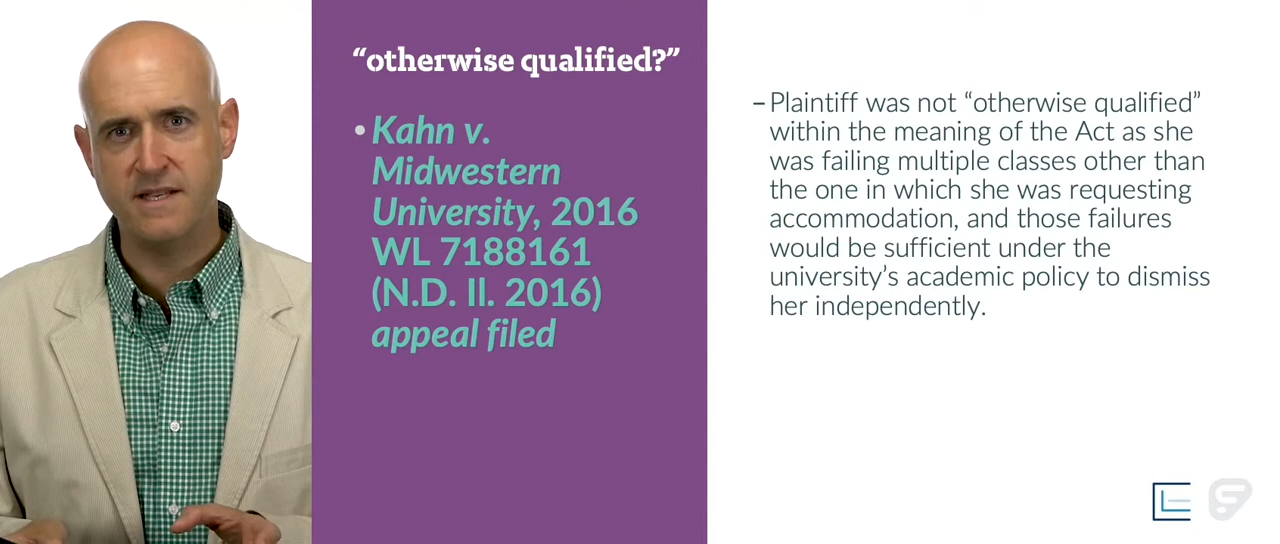 “otherwise qualified?”
• Kahn v.
Midwestern
University, 2016
WL 7188161
(N.D. Il. 2016)
appeal filed
– Plaintiff was not “otherwise qualified”
within the meaning of the Act as she
was failing multiple classes other than
the one in which she was requesting
accommodation, and those failures
would be sufficient under the
university’s academic policy to dismiss
her independently.